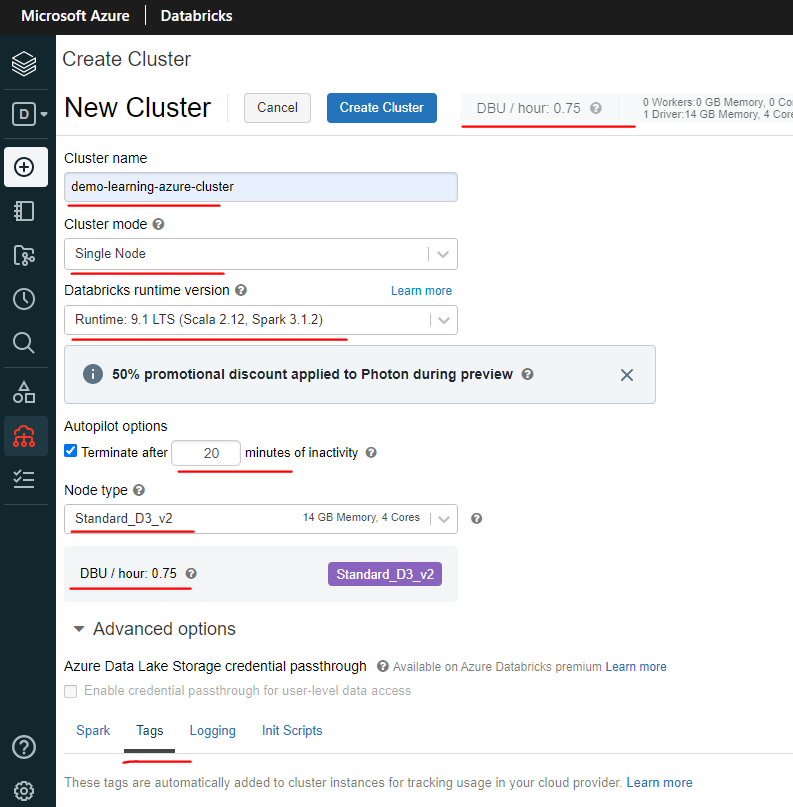 Microsoft Azure Databricks
Create Cluster
D
New Cluster Cancel Create Cluster DBU / hour: 0.75 ? 0 Workers:0 GB Memory, 0 Co
1 Driver:14 GB Memory, 4 Core
Cluster name
demo-learning-azure-cluster
Cluster mode ?
Single Node
Databricks runtime version ? Learn more
Runtime: 9.1 LTS (Scala 2.12, Spark 3.1.2)
50% promotional discount applied to Photon during preview ?
Autopilot options
Terminate after 20 minutes of inactivity ?
Node type ?
Standard_D3_v2 14 GB Memory, 4 Cores ?
DBU / hour: 0.75 ? Standard_D3_v2
Advanced options
Azure Data Lake Storage credential passthrough ? Available on Azure Databricks premium Learn more
Enable credential passthrough for user-level data access
Spark Tags Logging Init Scripts
These tags are automatically added to cluster instances for tracking usage in your cloud provider. Learn more